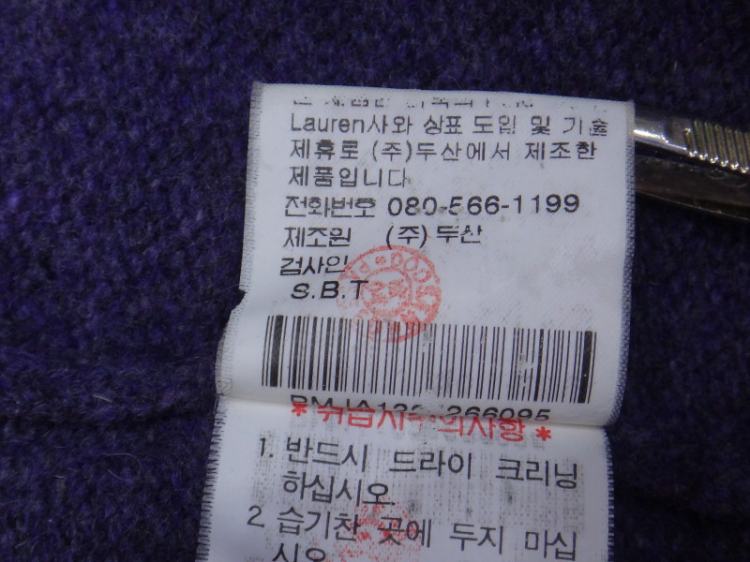 Lauren사와 상표 도입 및 기술
제휴로 (주)두산에서 제조한
제품입니다
전화번호 080-566-1199
제조원 (주)두산
검사인
S.B.T
* 취급시주의사항 *
1. 반드시 드라이 크리닝
하십시오.
2. 습기찬 곳에 두지 마십
시오